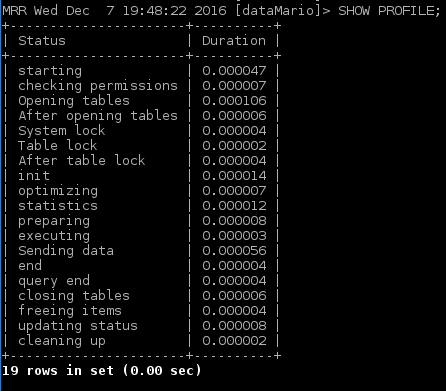 MRR Wed Dec  7 19:48:22 2016 [dataMario]> SHOW PROFILE;
+----------------------+----------+
| Status               | Duration |
+----------------------+----------+
| starting             | 0.000047 |
| checking permissions | 0.000007 |
| Opening tables       | 0.000106 |
| After opening tables | 0.000006 |
| System lock          | 0.000004 |
| Table lock           | 0.000002 |
| After table lock     | 0.000004 |
| init                 | 0.000014 |
| optimizing           | 0.000007 |
| statistics           | 0.000012 |
| preparing            | 0.000008 |
| executing            | 0.000003 |
| Sending data         | 0.000056 |
| end                  | 0.000004 |
| query end            | 0.000004 |
| closing tables       | 0.000006 |
| freeing items        | 0.000004 |
| updating status      | 0.000008 |
| cleaning up          | 0.000002 |
+----------------------+----------+
19 rows in set (0.00 sec)